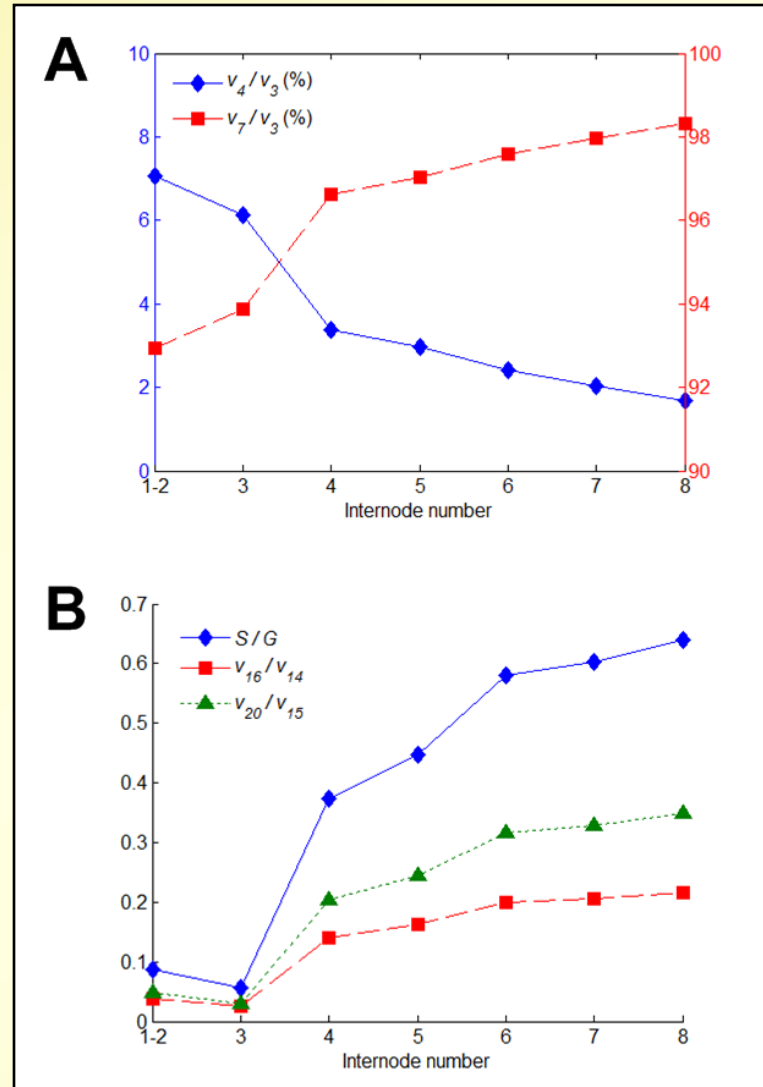 A
v4 / v3 (%)
v7 / v3 (%)
10
8
6
4
2
0
100
98
96
94
92
90
1-2 3 4 5 6 7 8
Internode number
B
S / G
v16 / v14
v20 / v15
0.7
0.6
0.5
0.4
0.3
0.2
0.1
0
1-2 3 4 5 6 7 8
Internode number